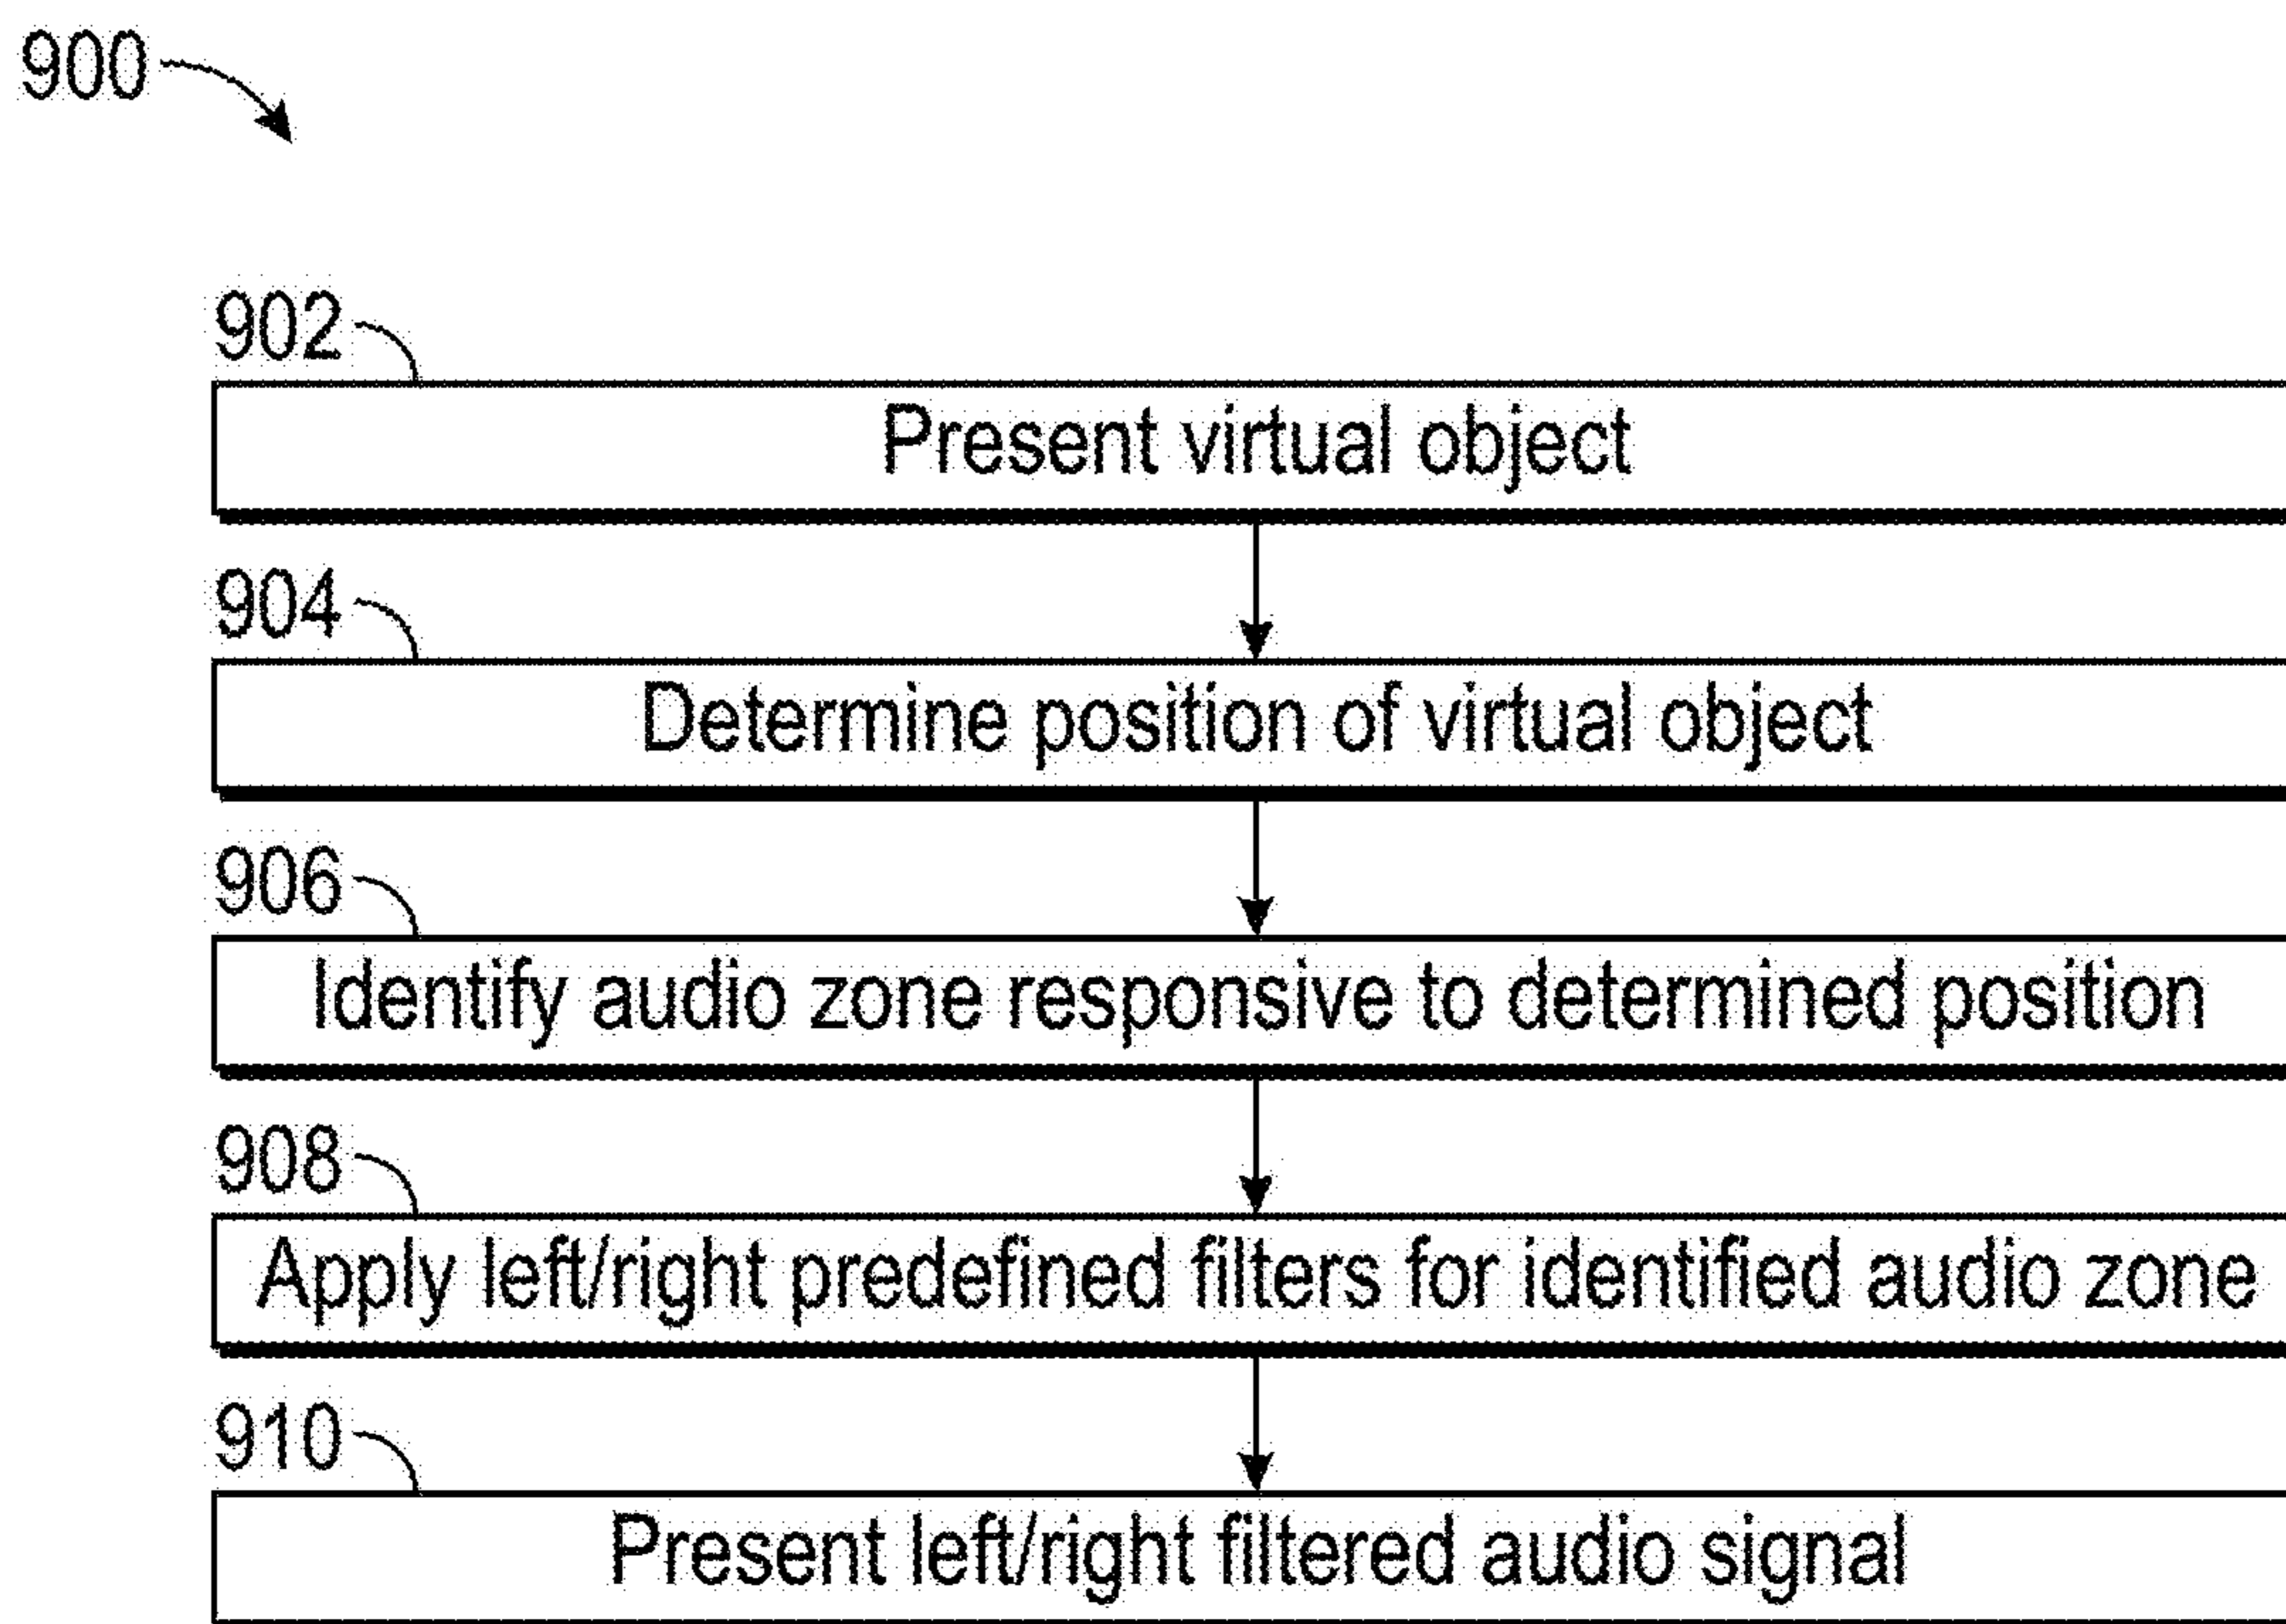 900
902
Present virtual object
904
Determine position of virtual object
906
Identify audio zone responsive to determined position
908
Apply left/right predefined filters for identified audio zone
910
Present left/right filtered audio signal